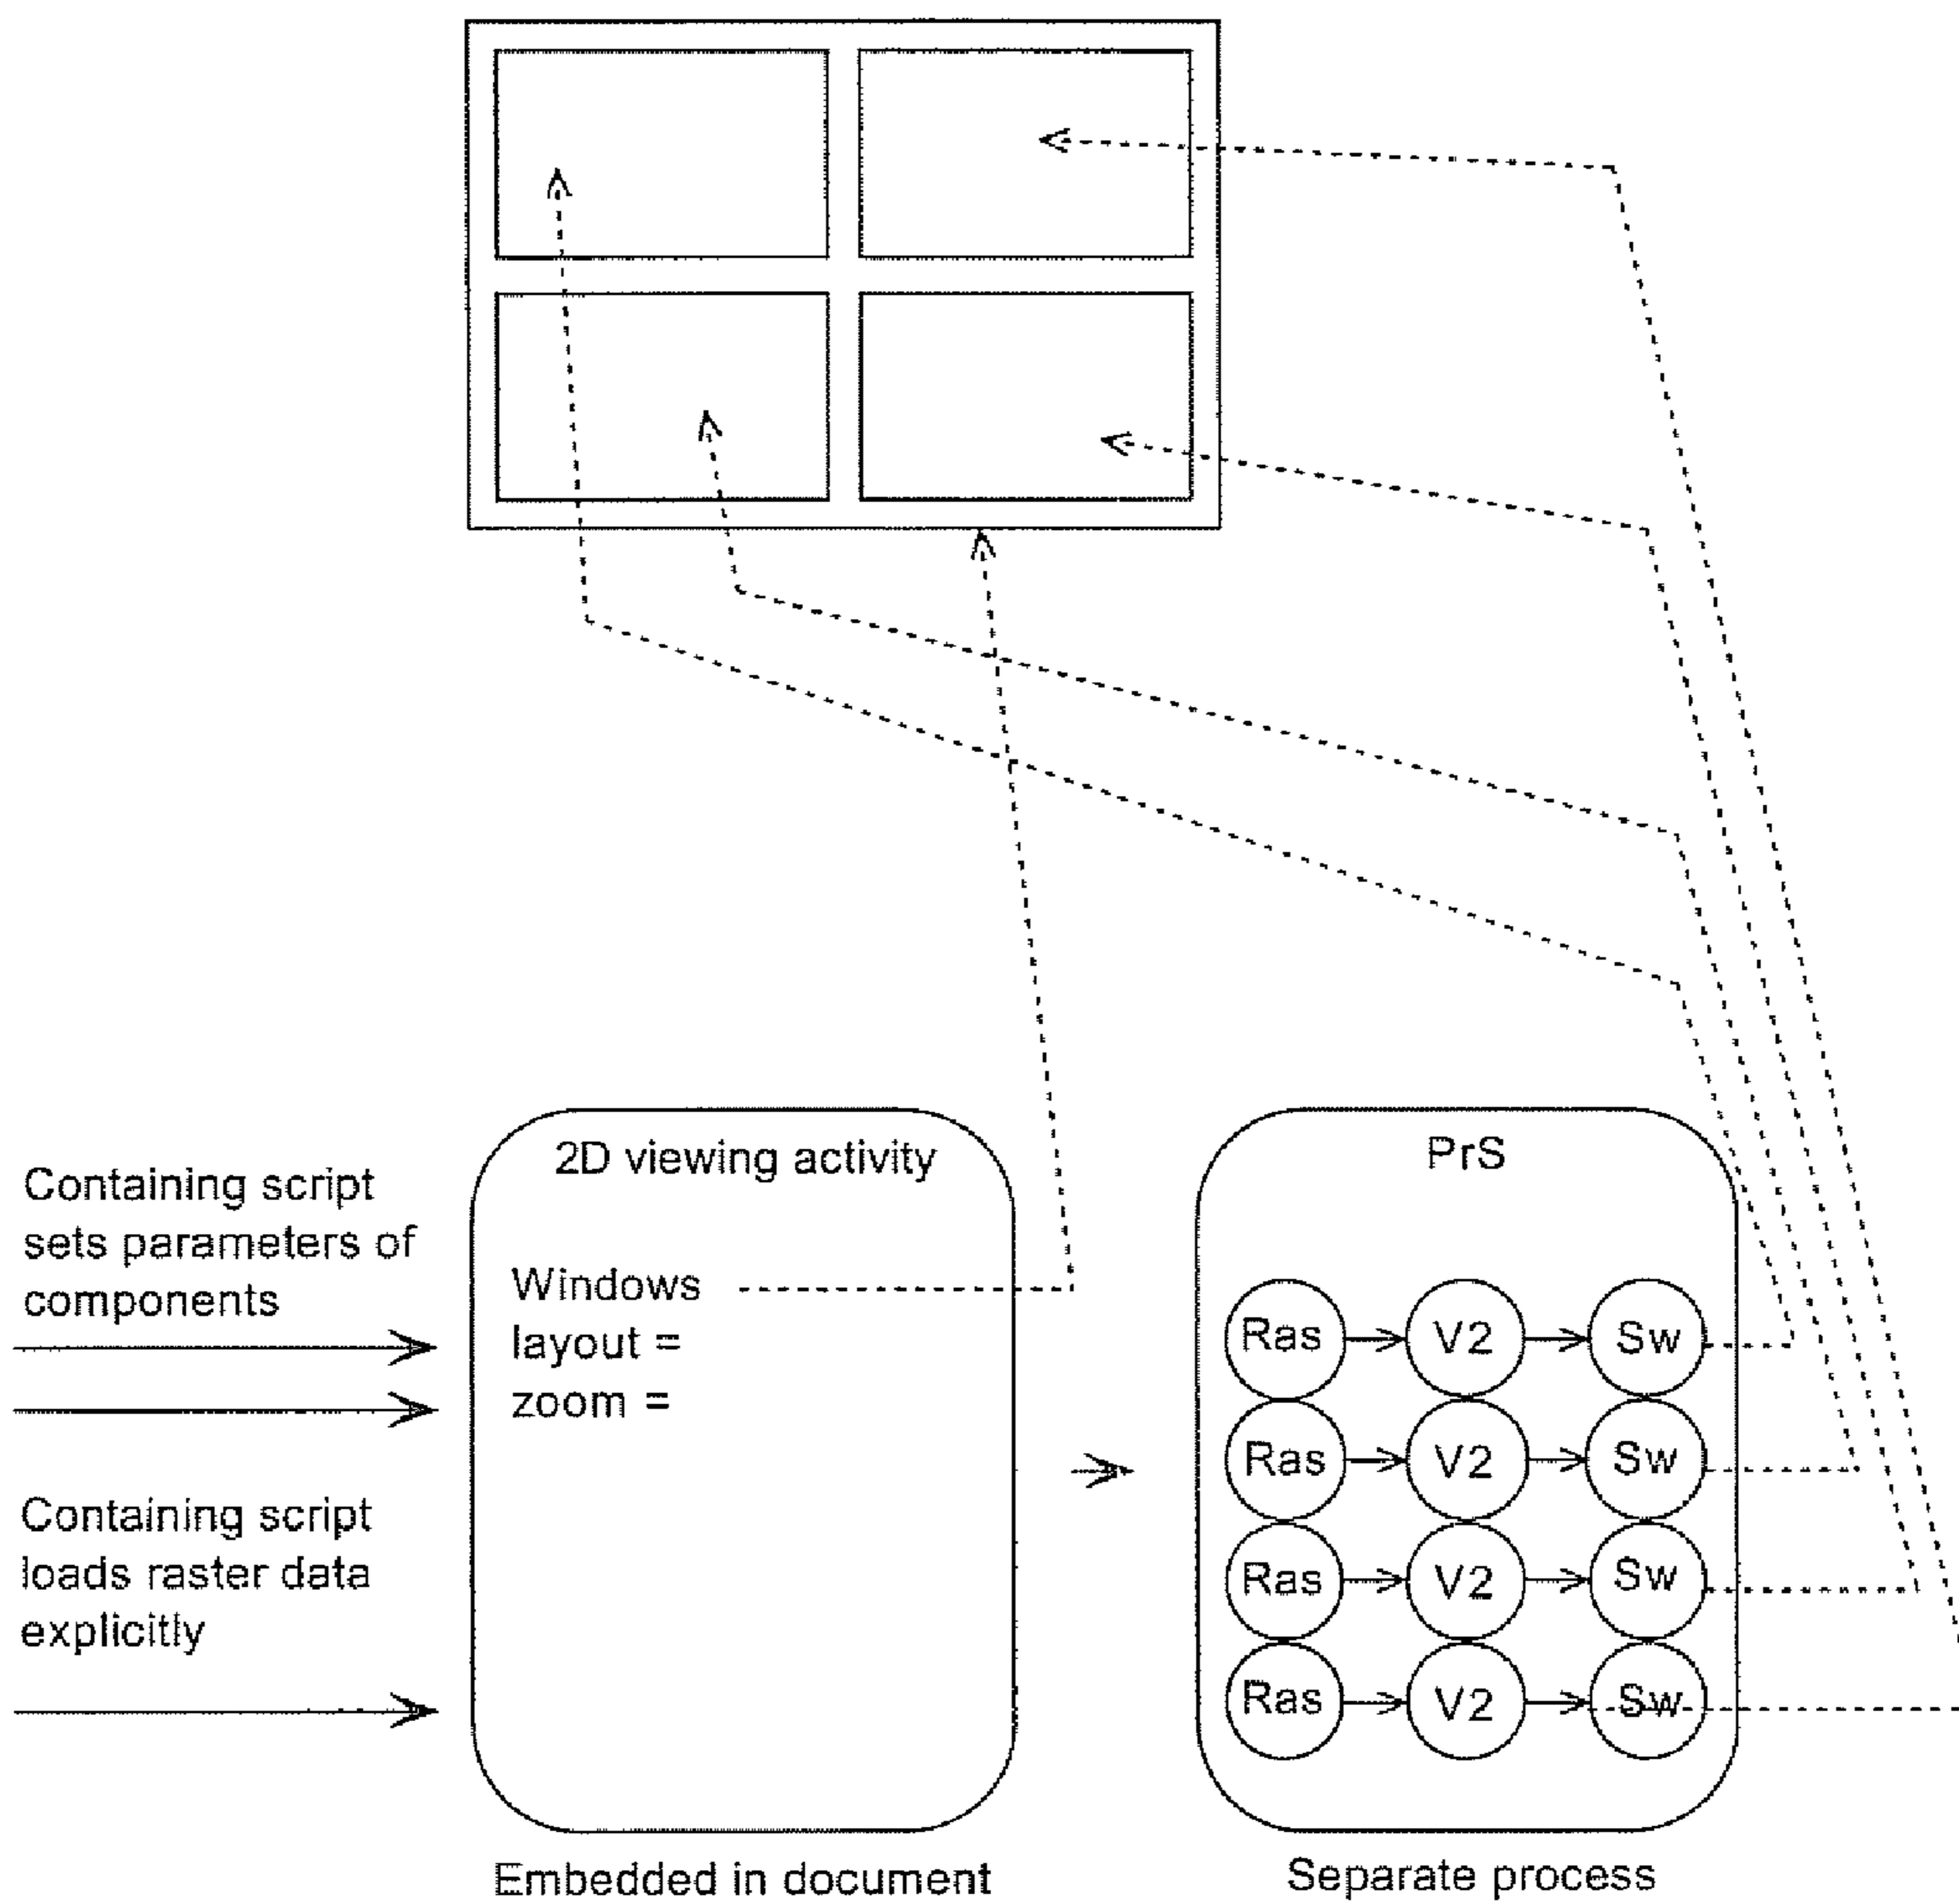 Containing script
sets parameters of
components
Containing script
loads raster data
explicitly
2D viewing activity
Windows
layout =
zoom =
Embedded in document
PrS
Ras V2 Sw
Ras V2 Sw
Ras V2 Sw
Ras V2 Sw
Separate process